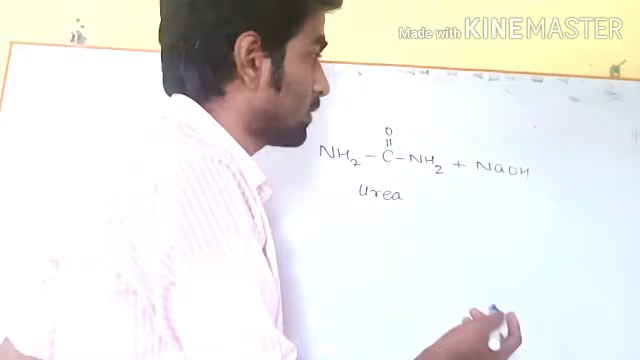 Made with KINEMASTER
O
||
NH₂ – C – NH₂ + NaOH
Urea